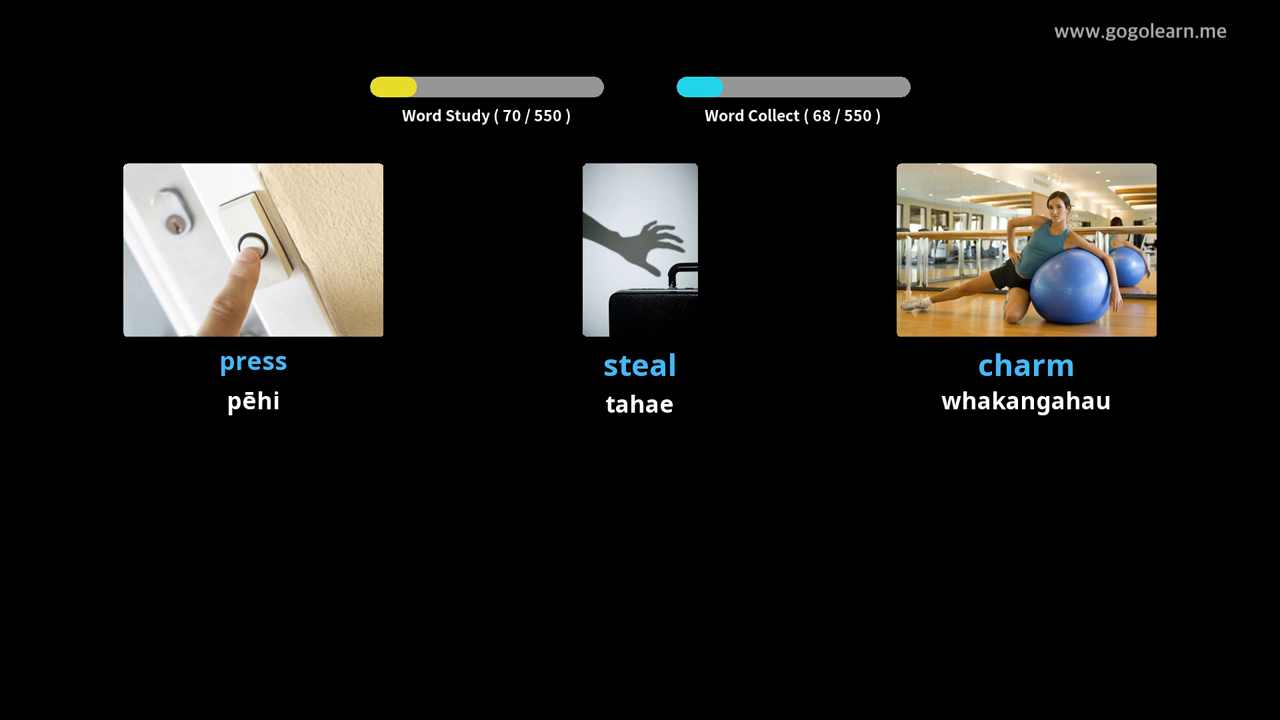 www.gogolearn.me
Word Study ( 70 / 550 )
Word Collect ( 68 / 550 )
press
pēhi
steal
tahae
charm
whakangahau